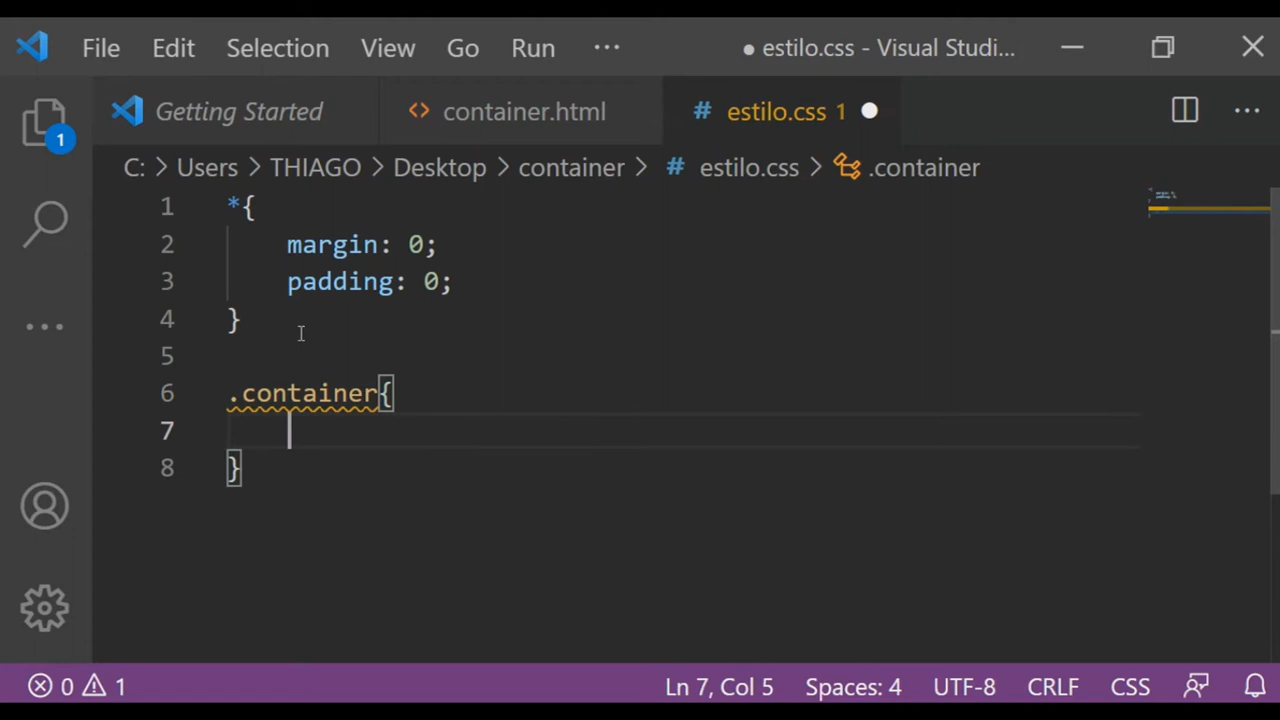 File Edit Selection View Go Run ··· ● estilo.css - Visual Studi...
Getting Started <> container.html # estilo.css 1 ●
C: > Users > THIAGO > Desktop > container > # estilo.css > .container
1 *{
2 margin: 0;
3 padding: 0;
4 }
5
6 .container{
7
8 }
1
0 1 Ln 7, Col 5 Spaces: 4 UTF-8 CRLF CSS